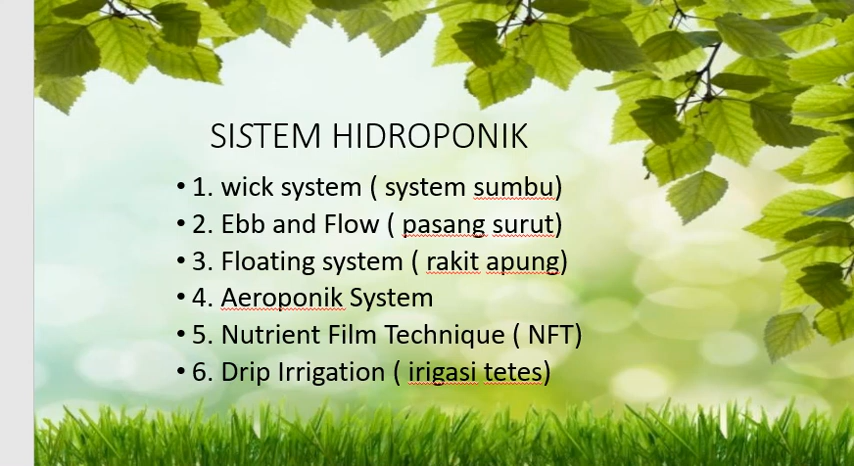 SISTEM HIDROPONIK
• 1. wick system ( system sumbu)
• 2. Ebb and Flow ( pasang surut)
• 3. Floating system ( rakit apung)
• 4. Aeroponik System
• 5. Nutrient Film Technique ( NFT)
• 6. Drip Irrigation ( irigasi tetes)